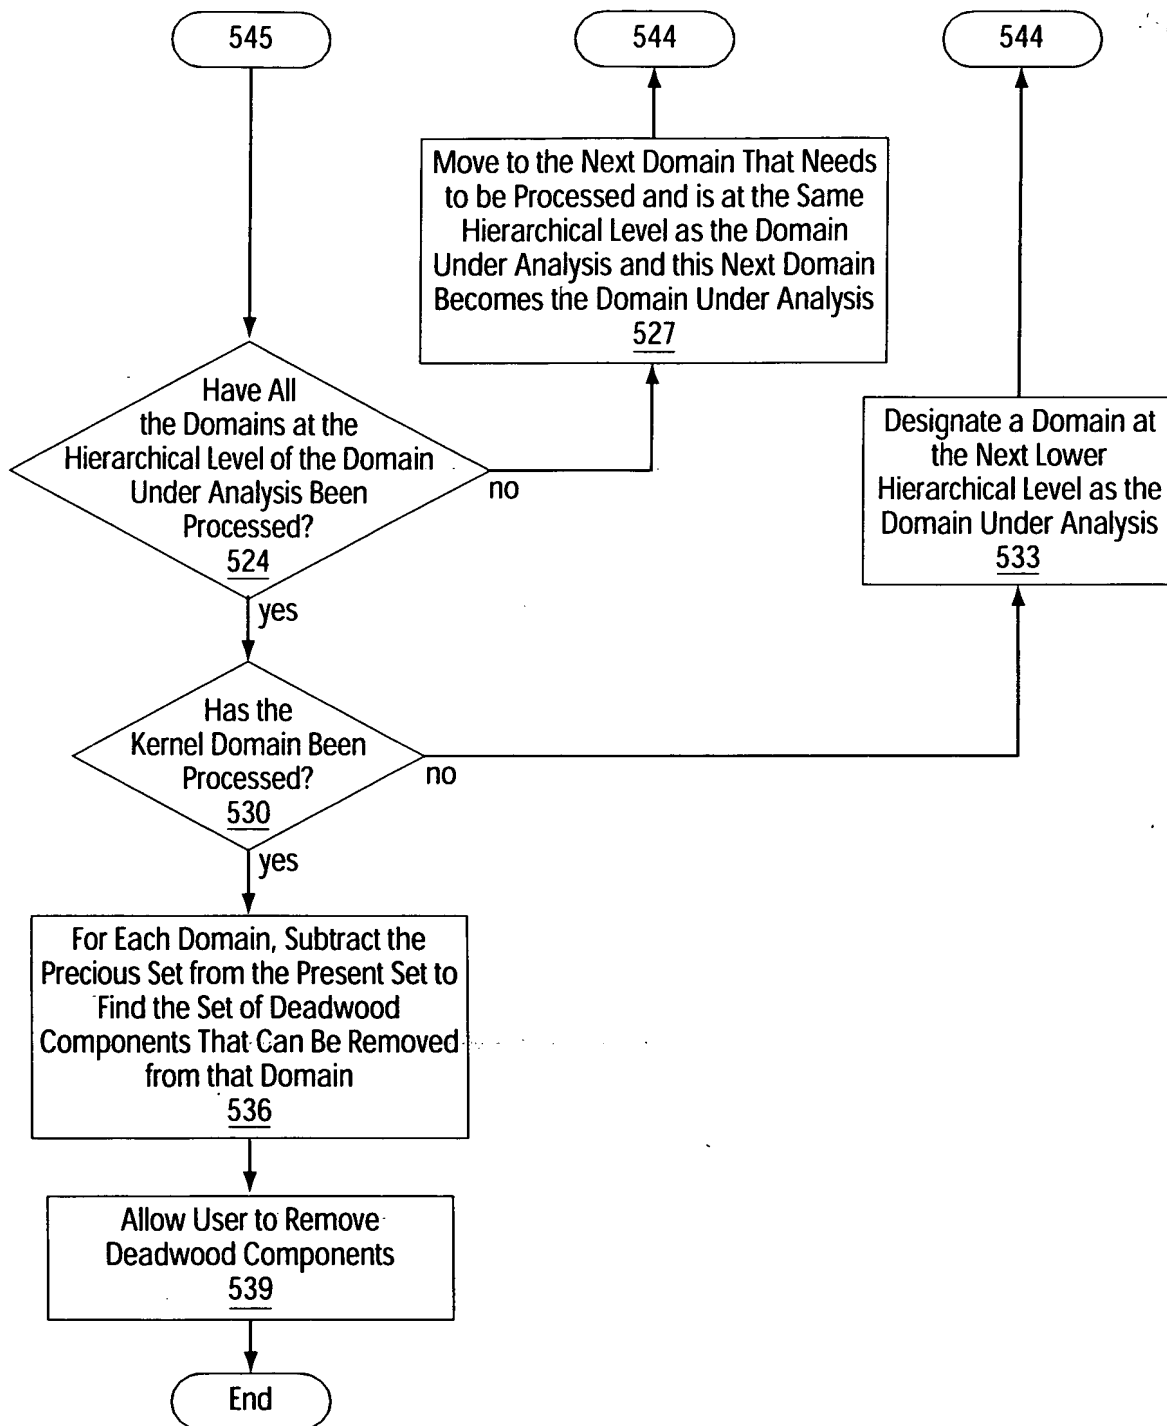 545
544
544
Move to the Next Domain That Needs
to be Processed and is at the Same
Hierarchical Level as the Domain
Under Analysis and this Next Domain
Becomes the Domain Under Analysis
527
Have All
the Domains at the
Hierarchical Level of the Domain
Under Analysis Been
Processed?
524
no
yes
Designate a Domain at
the Next Lower
Hierarchical Level as the
Domain Under Analysis
533
Has the
Kernel Domain Been
Processed?
530
no
yes
For Each Domain, Subtract the
Precious Set from the Present Set to
Find the Set of Deadwood
Components That Can Be Removed
from that Domain
536
Allow User to Remove
Deadwood Components
539
End